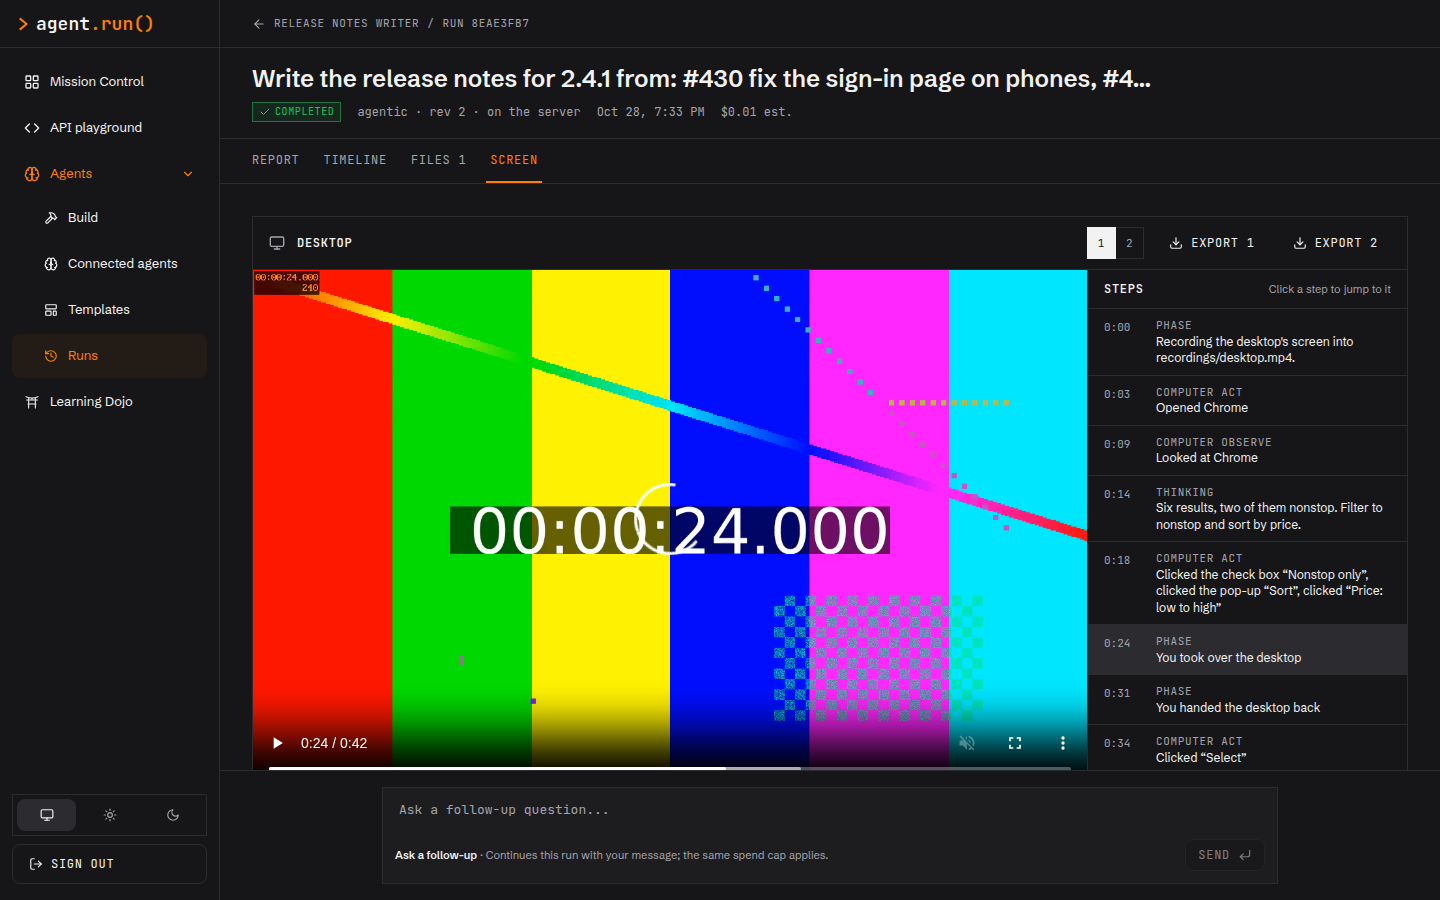 agent.run()
RELEASE NOTES WRITER / RUN 8EAE3FB7
Mission Control
API playground
Agents
Build
Connected agents
Templates
Runs
Learning Dojo
SIGN OUT
Write the release notes for 2.4.1 from: #430 fix the sign-in page on phones, #4...
COMPLETED
agentic · rev 2 · on the server Oct 28, 7:33 PM $0.01 est.
REPORT TIMELINE FILES 1 SCREEN
DESKTOP
1 2 EXPORT 1 EXPORT 2
00:00:24.000
240
00:00:24.000
0:24 / 0:42
STEPS Click a step to jump to it
0:00 PHASE
Recording the desktop's screen into
recordings/desktop.mp4.
0:03 COMPUTER ACT
Opened Chrome
0:09 COMPUTER OBSERVE
Looked at Chrome
0:14 THINKING
Six results, two of them nonstop. Filter to
nonstop and sort by price.
0:18 COMPUTER ACT
Clicked the check box “Nonstop only”,
clicked the pop-up “Sort”, clicked “Price:
low to high”
0:24 PHASE
You took over the desktop
0:31 PHASE
You handed the desktop back
0:34 COMPUTER ACT
Clicked “Select”
Ask a follow-up question...
Ask a follow-up · Continues this run with your message; the same spend cap applies.
SEND